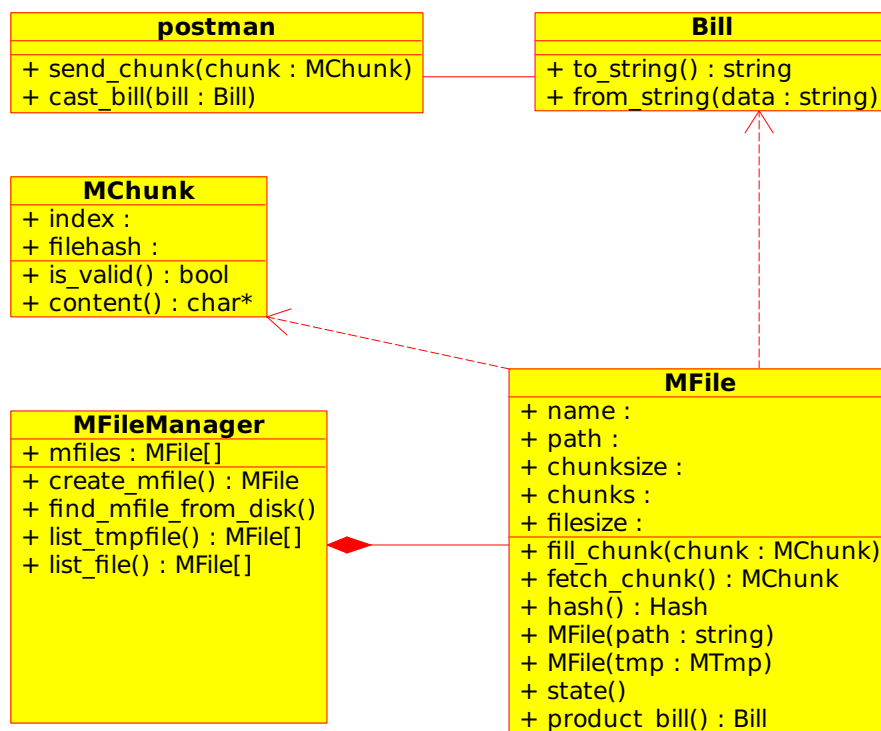 postman
+ send_chunk(chunk : MChunk)
+ cast_bill(bill : Bill)
Bill
+ to_string() : string
+ from_string(data : string)
MChunk
+ index :
+ filehash :
+ is_valid() : bool
+ content() : char*
MFileManager
+ mfiles : MFile[]
+ create_mfile() : MFile
+ find_mfile_from_disk()
+ list_tmpfile() : MFile[]
+ list_file() : MFile[]
MFile
+ name :
+ path :
+ chunksize :
+ chunks :
+ filesize :
+ fill_chunk(chunk : MChunk)
+ fetch_chunk() : MChunk
+ hash() : Hash
+ MFile(path : string)
+ MFile(tmp : MTmp)
+ state()
+ product_bill() : Bill